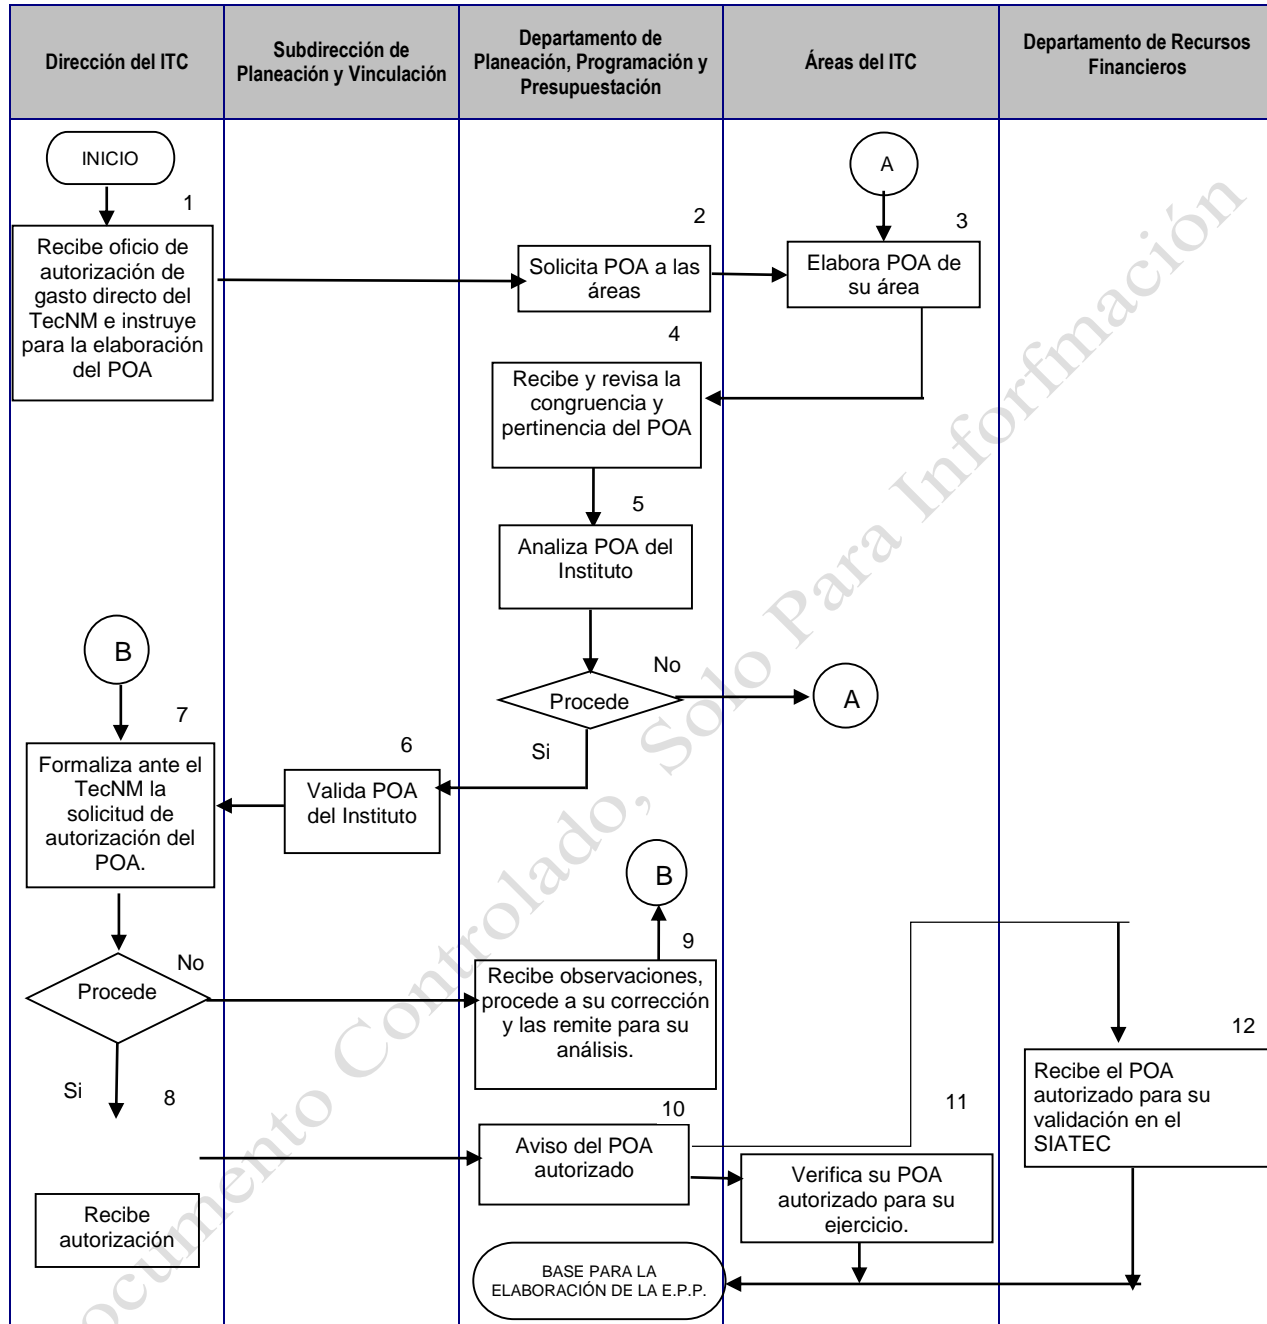 Dirección del ITC
Subdirección de
Planeación y Vinculación
Departamento de
Planeación, Programación y
Presupuestación
Áreas del ITC
Departamento de Recursos
Financieros
INICIO
A
1
2
3
Recibe oficio de
autorización de
gasto directo del
TecNM e instruye
para la elaboración
del POA
Solicita POA a las
áreas
Elabora POA de
su área
4
Recibe y revisa la
congruencia y
pertinencia del POA
5
Analiza POA del
Instituto
B
No
Procede
A
7
6
Si
Formaliza ante el
TecNM la
solicitud de
autorización del
POA.
Valida POA
del Instituto
B
9
No
Procede
Recibe observaciones,
procede a su corrección
y las remite para su
análisis.
12
Recibe el POA
autorizado para su
validación en el
SIATEC
Si
8
10
11
Aviso del POA
autorizado
Verifica su POA
autorizado para su
ejercicio.
Recibe
autorización
BASE PARA LA
ELABORACIÓN DE LA E.P.P.
ocumento Controlado, Solo Para Inforfmación